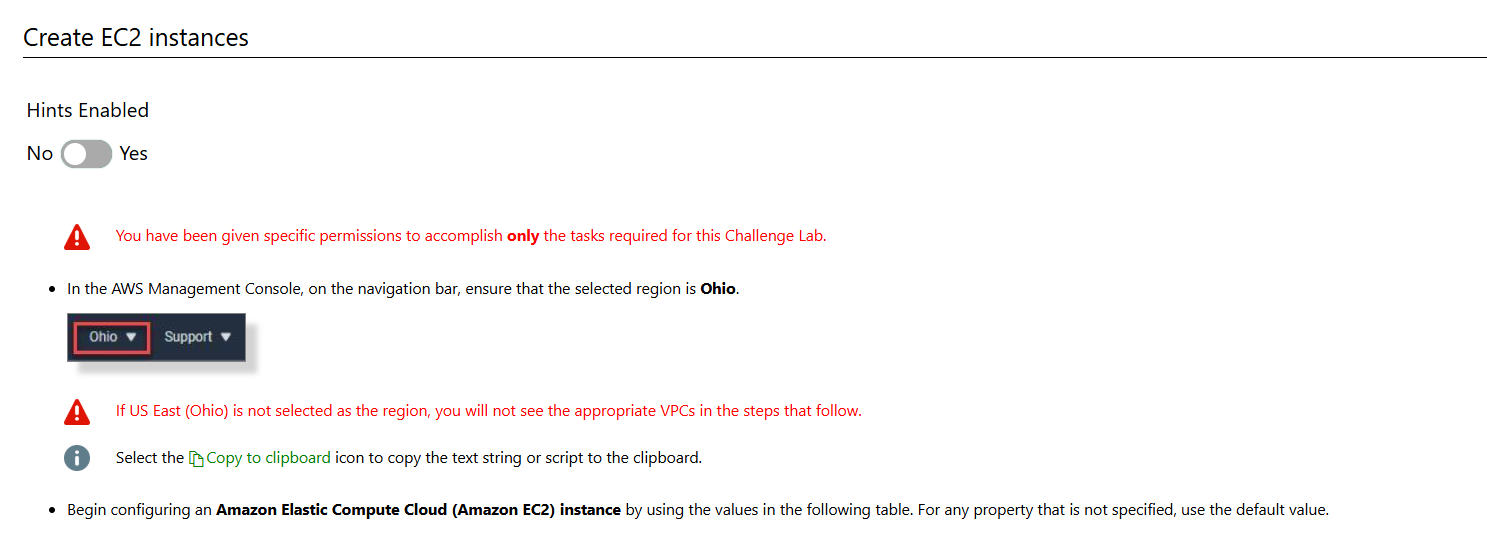 Create EC2 instances
Hints Enabled
No Yes
You have been given specific permissions to accomplish only the tasks required for this Challenge Lab.
In the AWS Management Console, on the navigation bar, ensure that the selected region is Ohio.
Ohio Support
If US East (Ohio) is not selected as the region, you will not see the appropriate VPCs in the steps that follow.
Select the Copy to clipboard icon to copy the text string or script to the clipboard.
Begin configuring an Amazon Elastic Compute Cloud (Amazon EC2) instance by using the values in the following table. For any property that is not specified, use the default value.